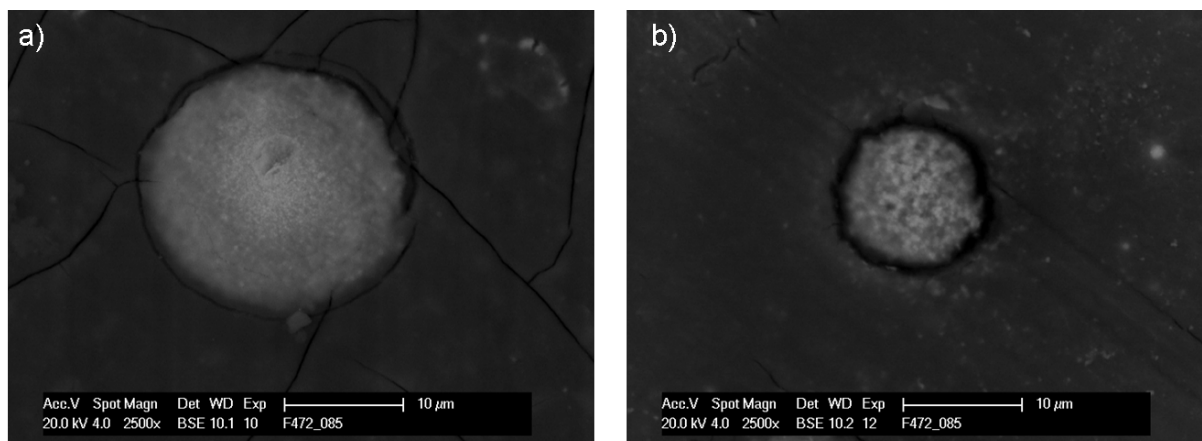 a)
Acc.V Spot Magn Det WD Exp 10 µm
20.0 kV 4.0 2500x BSE 10.1 10 F472_085
b)
Acc.V Spot Magn Det WD Exp 10 µm
20.0 kV 4.0 2500x BSE 10.2 12 F472_085